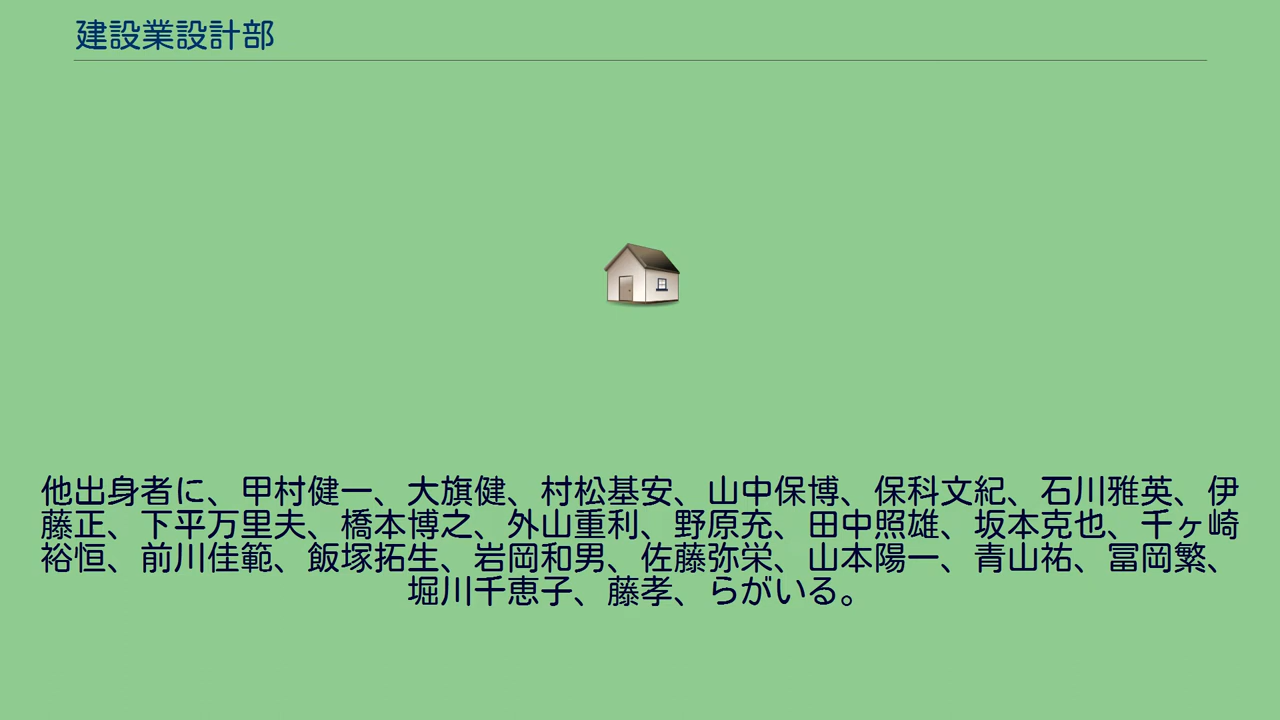 建設業設計部
他出身者に、甲村健一、大旗健、村松基安、山中保博、保科文紀、石川雅英、伊
藤正、下平万里夫、橋本博之、外山重利、野原充、田中照雄、坂本克也、千ヶ崎
裕恒、前川佳範、飯塚拓生、岩岡和男、佐藤弥栄、山本陽一、青山祐、冨岡繁、
堀川千恵子、藤孝、らがいる。